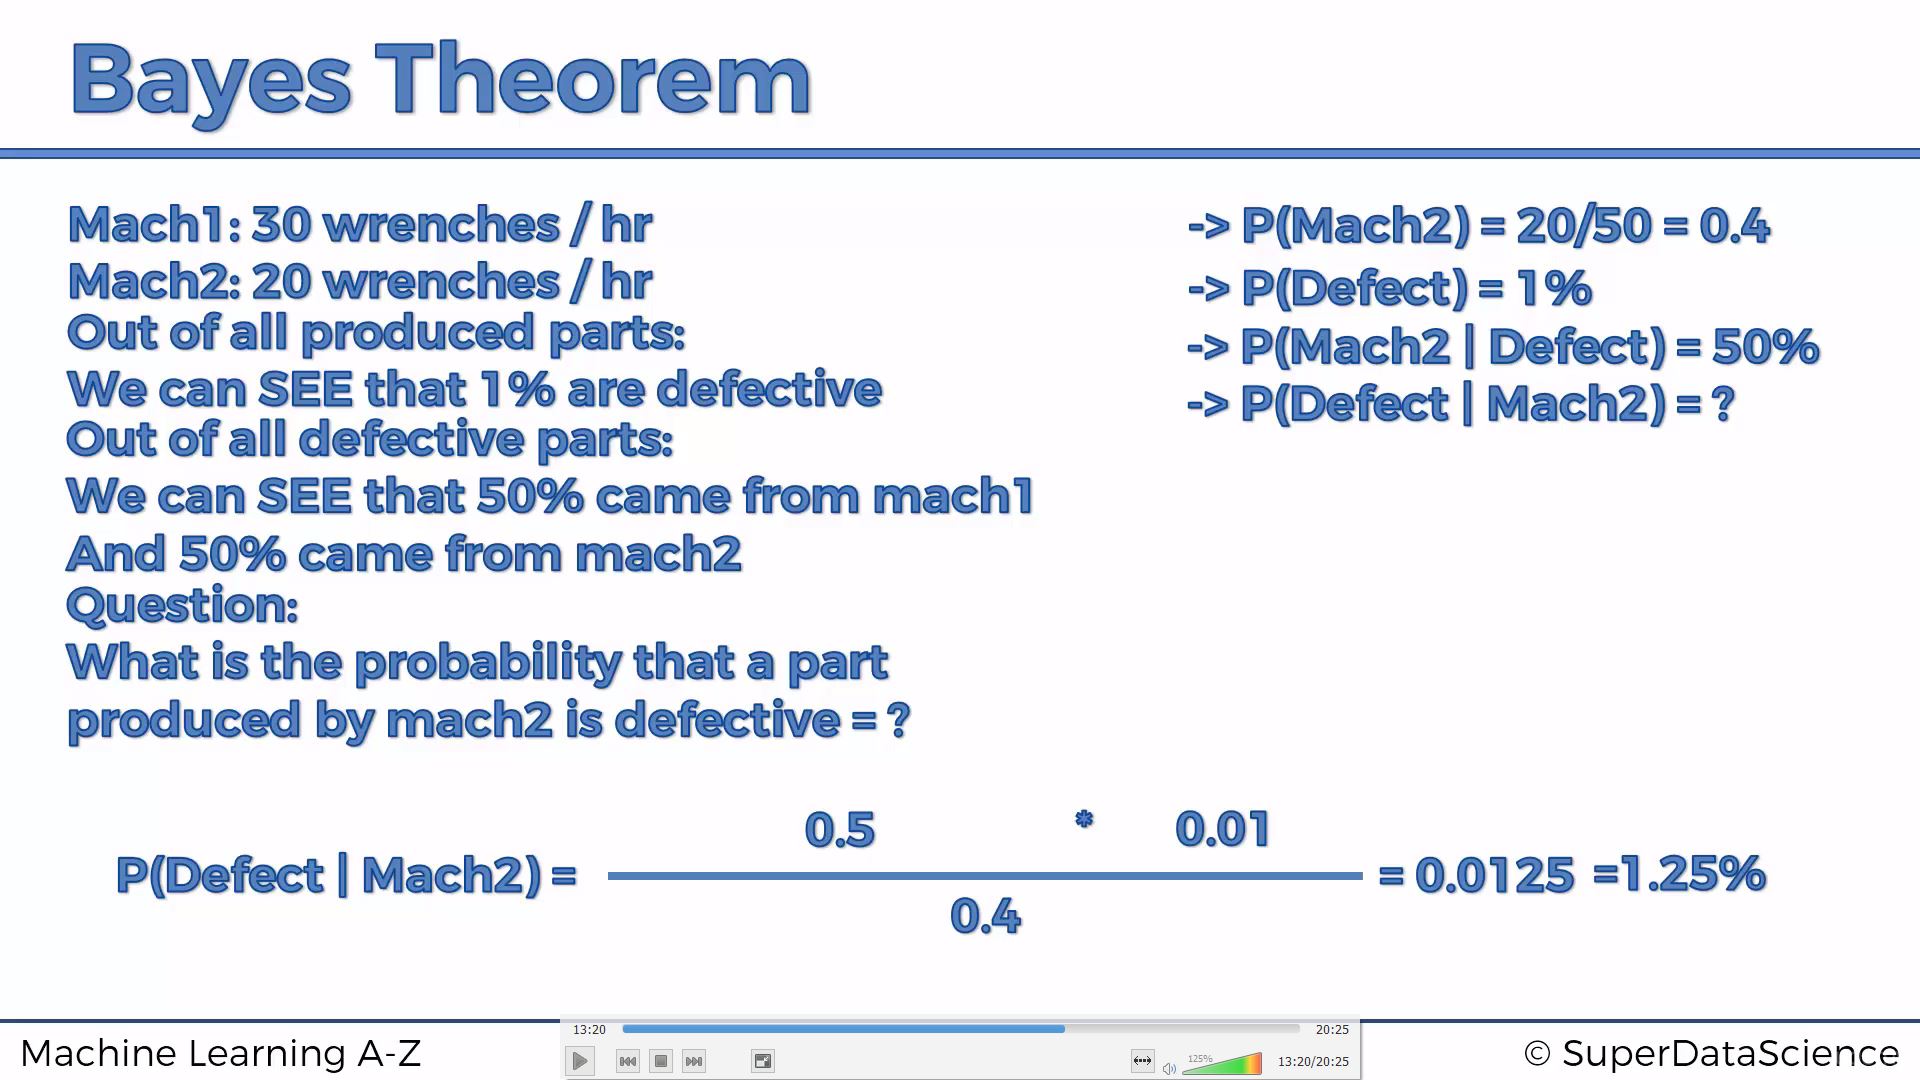 Bayes Theorem
Mach1: 30 wrenches / hr
Mach2: 20 wrenches / hr
Out of all produced parts:
We can SEE that 1% are defective
Out of all defective parts:
We can SEE that 50% came from mach1
And 50% came from mach2
Question:
What is the probability that a part
produced by mach2 is defective = ?
-> P(Mach2) = 20/50 = 0.4
-> P(Defect) = 1%
-> P(Mach2 | Defect) = 50%
-> P(Defect | Mach2) = ?
0.5 * 0.01
P(Defect | Mach2) = = 0.0125 =1.25%
0.4
Machine Learning A-Z
© SuperDataScience
13:20 20:25
125% 13:20/20:25